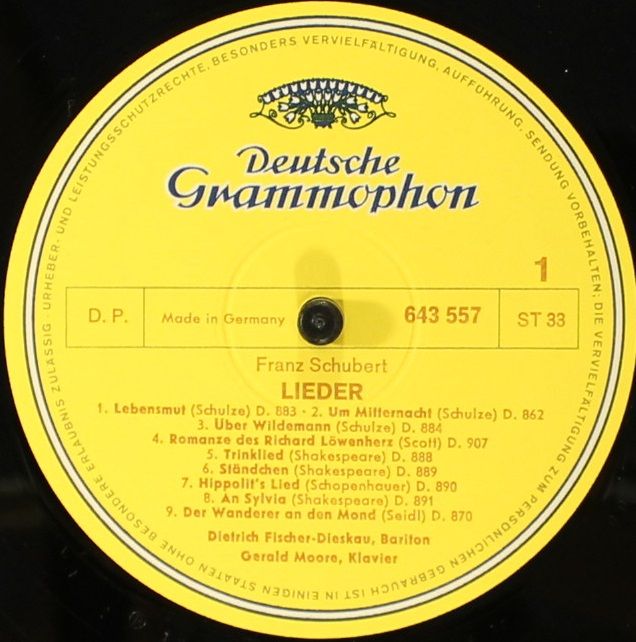 URHEBER- UND LEISTUNGSSCHUTZRECHTE, BESONDERS VERVIELFÄLTIGUNG, AUFFÜHRUNG, SENDUNG VORBEHALTEN; DIE VERVIELFÄLTIGUNG ZUM PERSÖNLICHEN GEBRAUCH IST IN EINIGEN STAATEN OHNE BESONDERE ERLAUBNIS ZULÄSSIG ·
Deutsche
Grammophon
1
D. P. Made in Germany 643 557 ST 33
Franz Schubert
LIEDER
1. Lebensmut (Schulze) D. 883 · 2. Um Mitternacht (Schulze) D. 862
3. Über Wildemann (Schulze) D. 884
4. Romanze des Richard Löwenherz (Scott) D. 907
5. Trinklied (Shakespeare) D. 888
6. Ständchen (Shakespeare) D. 889
7. Hippolit's Lied (Schopenhauer) D. 890
8. An Sylvia (Shakespeare) D. 891
9. Der Wanderer an den Mond (Seidl) D. 870
Dietrich Fischer-Dieskau, Bariton
Gerald Moore, Klavier